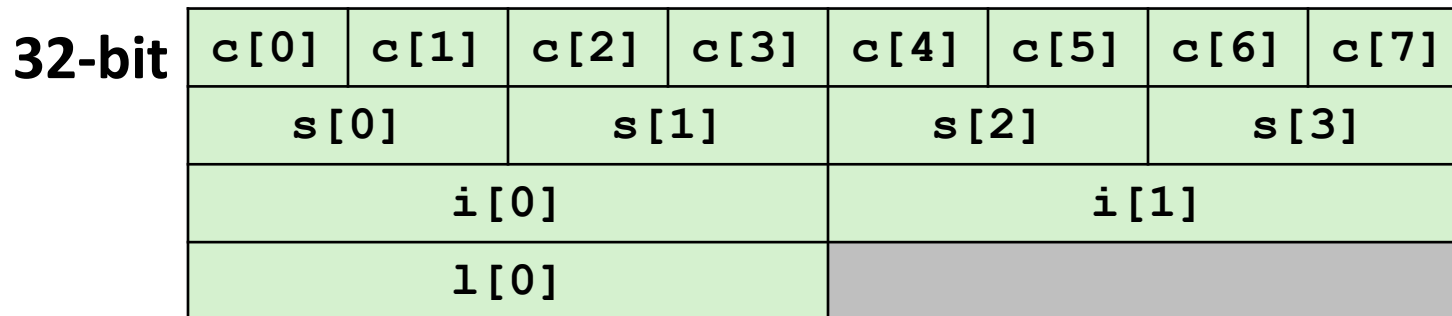 32-bit c[0] c[1] c[2] c[3] c[4] c[5] c[6] c[7]
s[0] s[1] s[2] s[3]
i[0] i[1]
l[0]